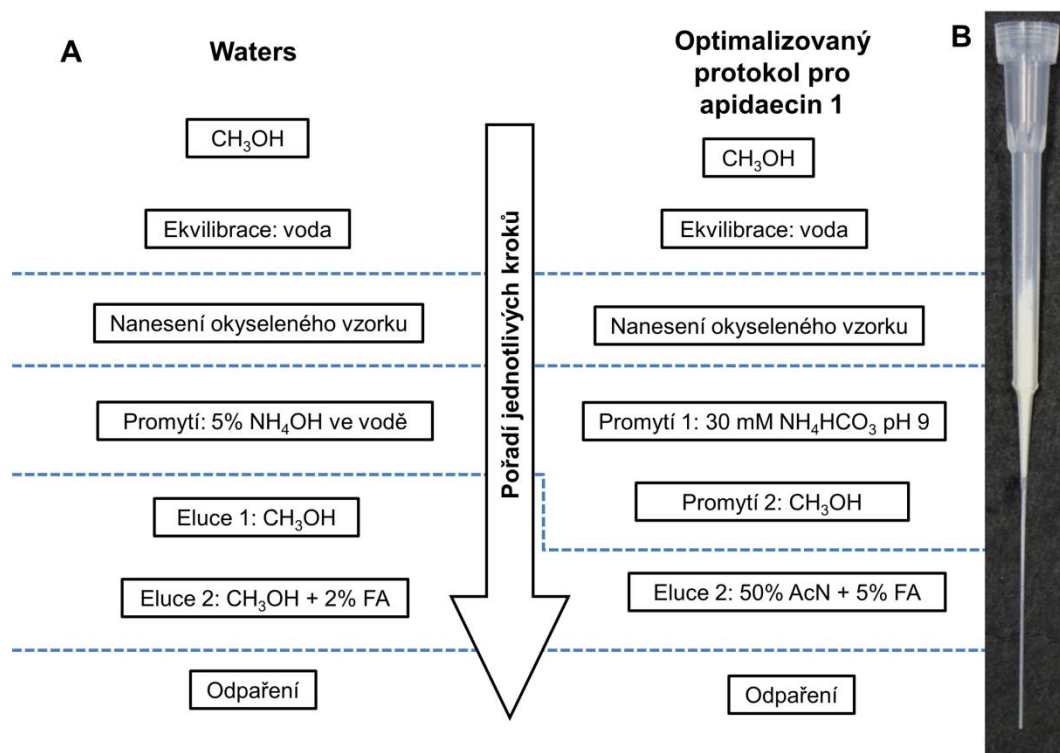 A
Waters
CH₃OH
Ekvilibrace: voda
Nanesení okyseleného vzorku
Promytí: 5% NH₄OH ve vodě
Eluce 1: CH₃OH
Eluce 2: CH₃OH + 2% FA
Odpaření
Pořadí jednotlivých kroků
Optimalizovaný
protokol pro
apidaecin 1
CH₃OH
Ekvilibrace: voda
Nanesení okyseleného vzorku
Promytí 1: 30 mM NH₄HCO₃ pH 9
Promytí 2: CH₃OH
Eluce 2: 50% AcN + 5% FA
Odpaření
B